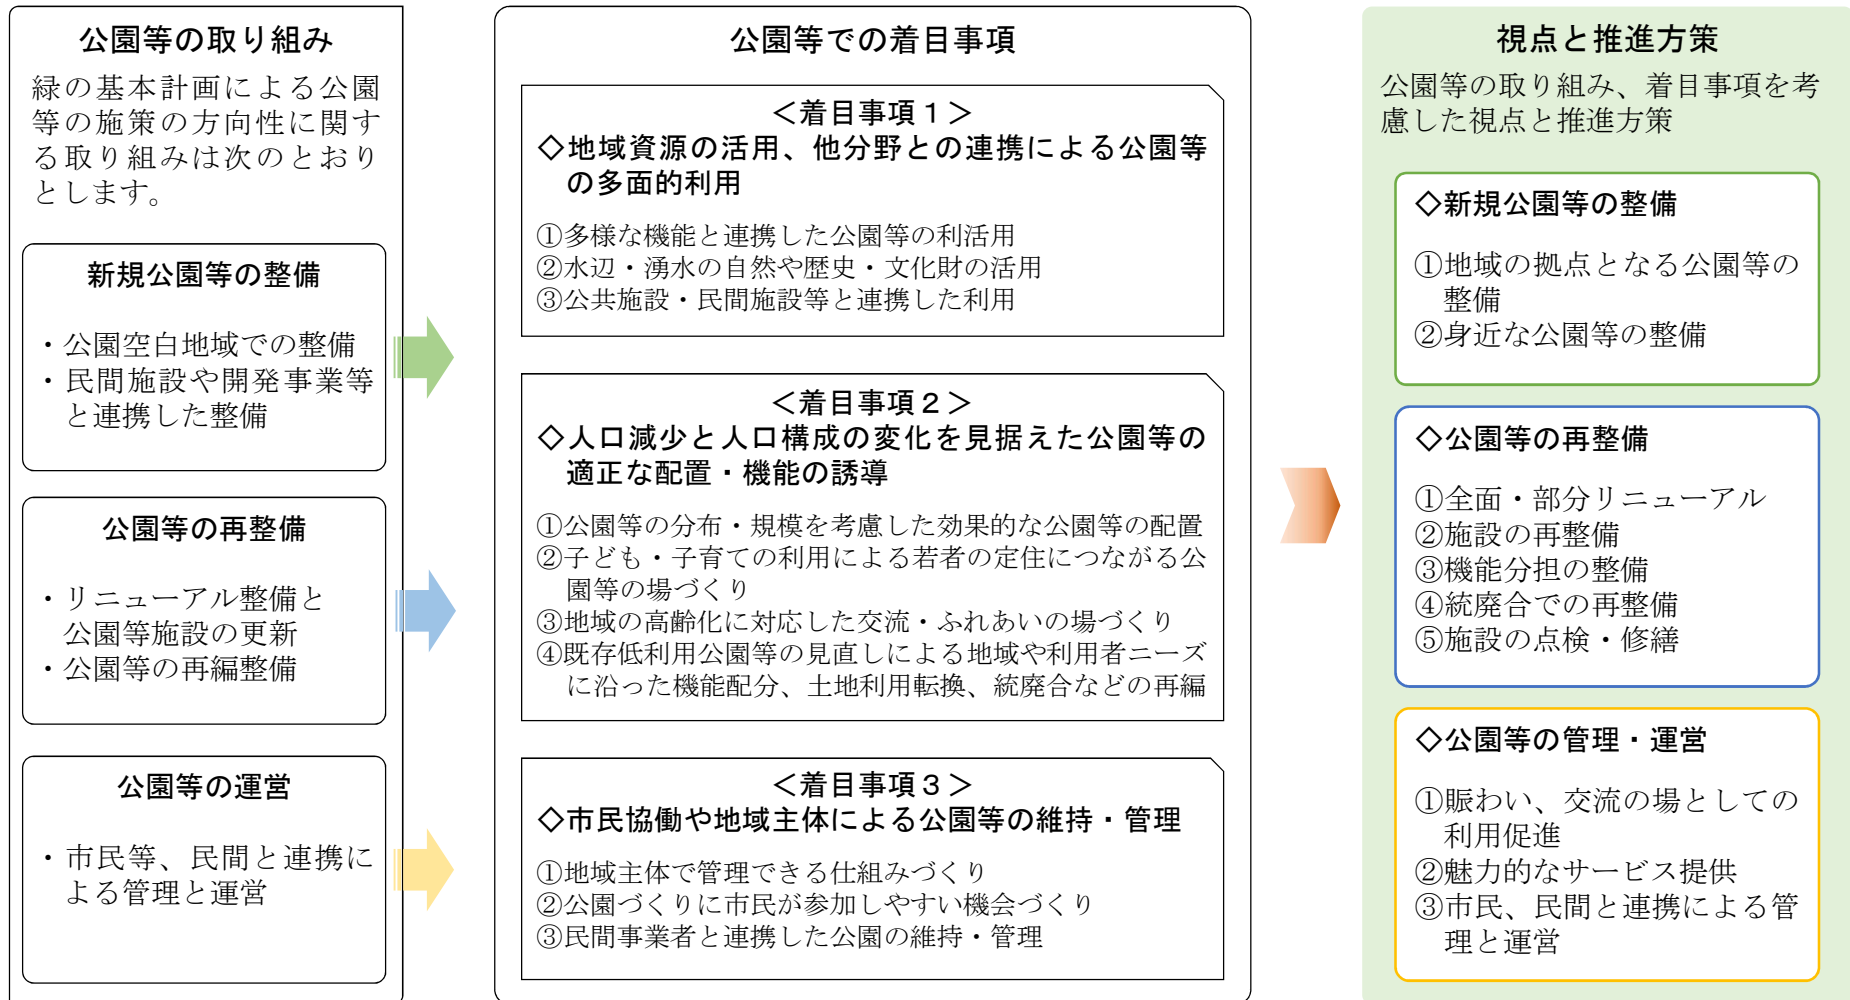 公園等の取り組み
緑の基本計画による公園
等の施策の方向性に関す
る取り組みは次のとおり
とします。
新規公園等の整備
・公園空白地域での整備
・民間施設や開発事業等
と連携した整備
公園等の再整備
・リニューアル整備と
公園等施設の更新
・公園等の再編整備
公園等の運営
・市民等、民間と連携に
よる管理と運営
公園等での着目事項
＜着目事項１＞
◇地域資源の活用、他分野との連携による公園等
の多面的利用
①多様な機能と連携した公園等の利活用
②水辺・湧水の自然や歴史・文化財の活用
③公共施設・民間施設等と連携した利用
＜着目事項２＞
◇人口減少と人口構成の変化を見据えた公園等の
適正な配置・機能の誘導
①公園等の分布・規模を考慮した効果的な公園等の配置
②子ども・子育ての利用による若者の定住につながる公
園等の場づくり
③地域の高齢化に対応した交流・ふれあいの場づくり
④既存低利用公園等の見直しによる地域や利用者ニーズ
に沿った機能配分、土地利用転換、統廃合などの再編
＜着目事項３＞
◇市民協働や地域主体による公園等の維持・管理
①地域主体で管理できる仕組みづくり
②公園づくりに市民が参加しやすい機会づくり
③民間事業者と連携した公園の維持・管理
視点と推進方策
公園等の取り組み、着目事項を考
慮した視点と推進方策
◇新規公園等の整備
①地域の拠点となる公園等の
整備
②身近な公園等の整備
◇公園等の再整備
①全面・部分リニューアル
②施設の再整備
③機能分担の整備
④統廃合での再整備
⑤施設の点検・修繕
◇公園等の管理・運営
①賑わい、交流の場としての
利用促進
②魅力的なサービス提供
③市民、民間と連携による管
理と運営